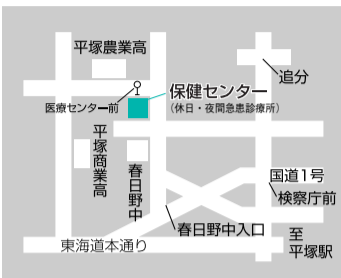 平塚農業高
追分
保健センター
（休日・夜間急患診療所）
医療センター前
平塚商業高
春日野中
国道1号
検察庁前
春日野中入口
至
平塚駅
東海道本通り